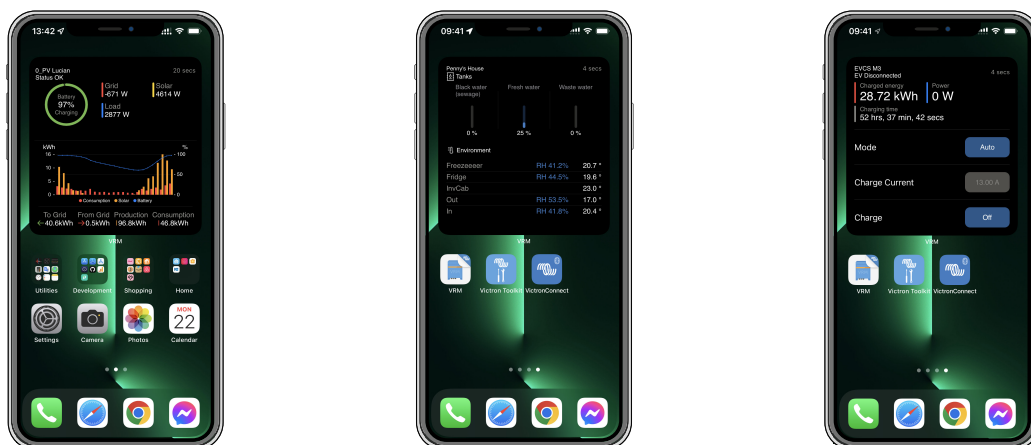 13:42
0_PV Lucian
Status OK
20 secs
Battery
97%
Charging
Grid
-671 W
Solar
4614 W
Load
2877 W
kWh
%
16
10
5
0
100
50
0
Consumption Solar Battery
To Grid From Grid Production Consumption
←40.6kWh →0.5kWh 96.8kWh 46.8kWh
VRM
Utilities Development Shopping Home
MON
22
Settings Camera Photos Calendar
09:41
Penny's House
4 secs
Tanks
Black water
(sewage)
Fresh water
Waste water
0 %
25 %
0 %
Environment
Freezeeeer RH 41.2% 20.7 °
Fridge RH 44.5% 19.6 °
InvCab 23.0 °
Out RH 53.5% 17.0 °
In RH 41.8% 20.4 °
VRM
VRM Victron Toolkit VictronConnect
09:41
EVCS M3
EV Disconnected
4 secs
Charged energy
28.72 kWh
Power
0 W
Charging time
52 hrs, 37 min, 42 secs
Mode
Auto
Charge Current
13.00 A
Charge
Off
VRM
VRM Victron Toolkit VictronConnect